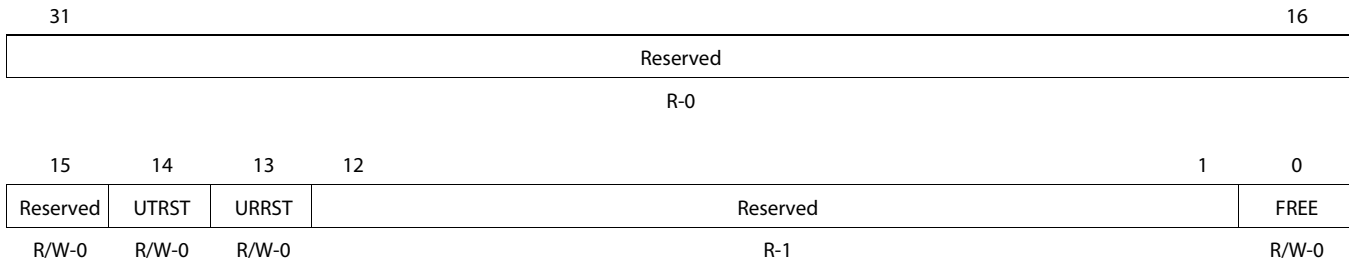 31 16
Reserved
R-0
15 14 13 12 1 0
Reserved UTRST URRST Reserved FREE
R/W-0 R/W-0 R/W-0 R-1 R/W-0